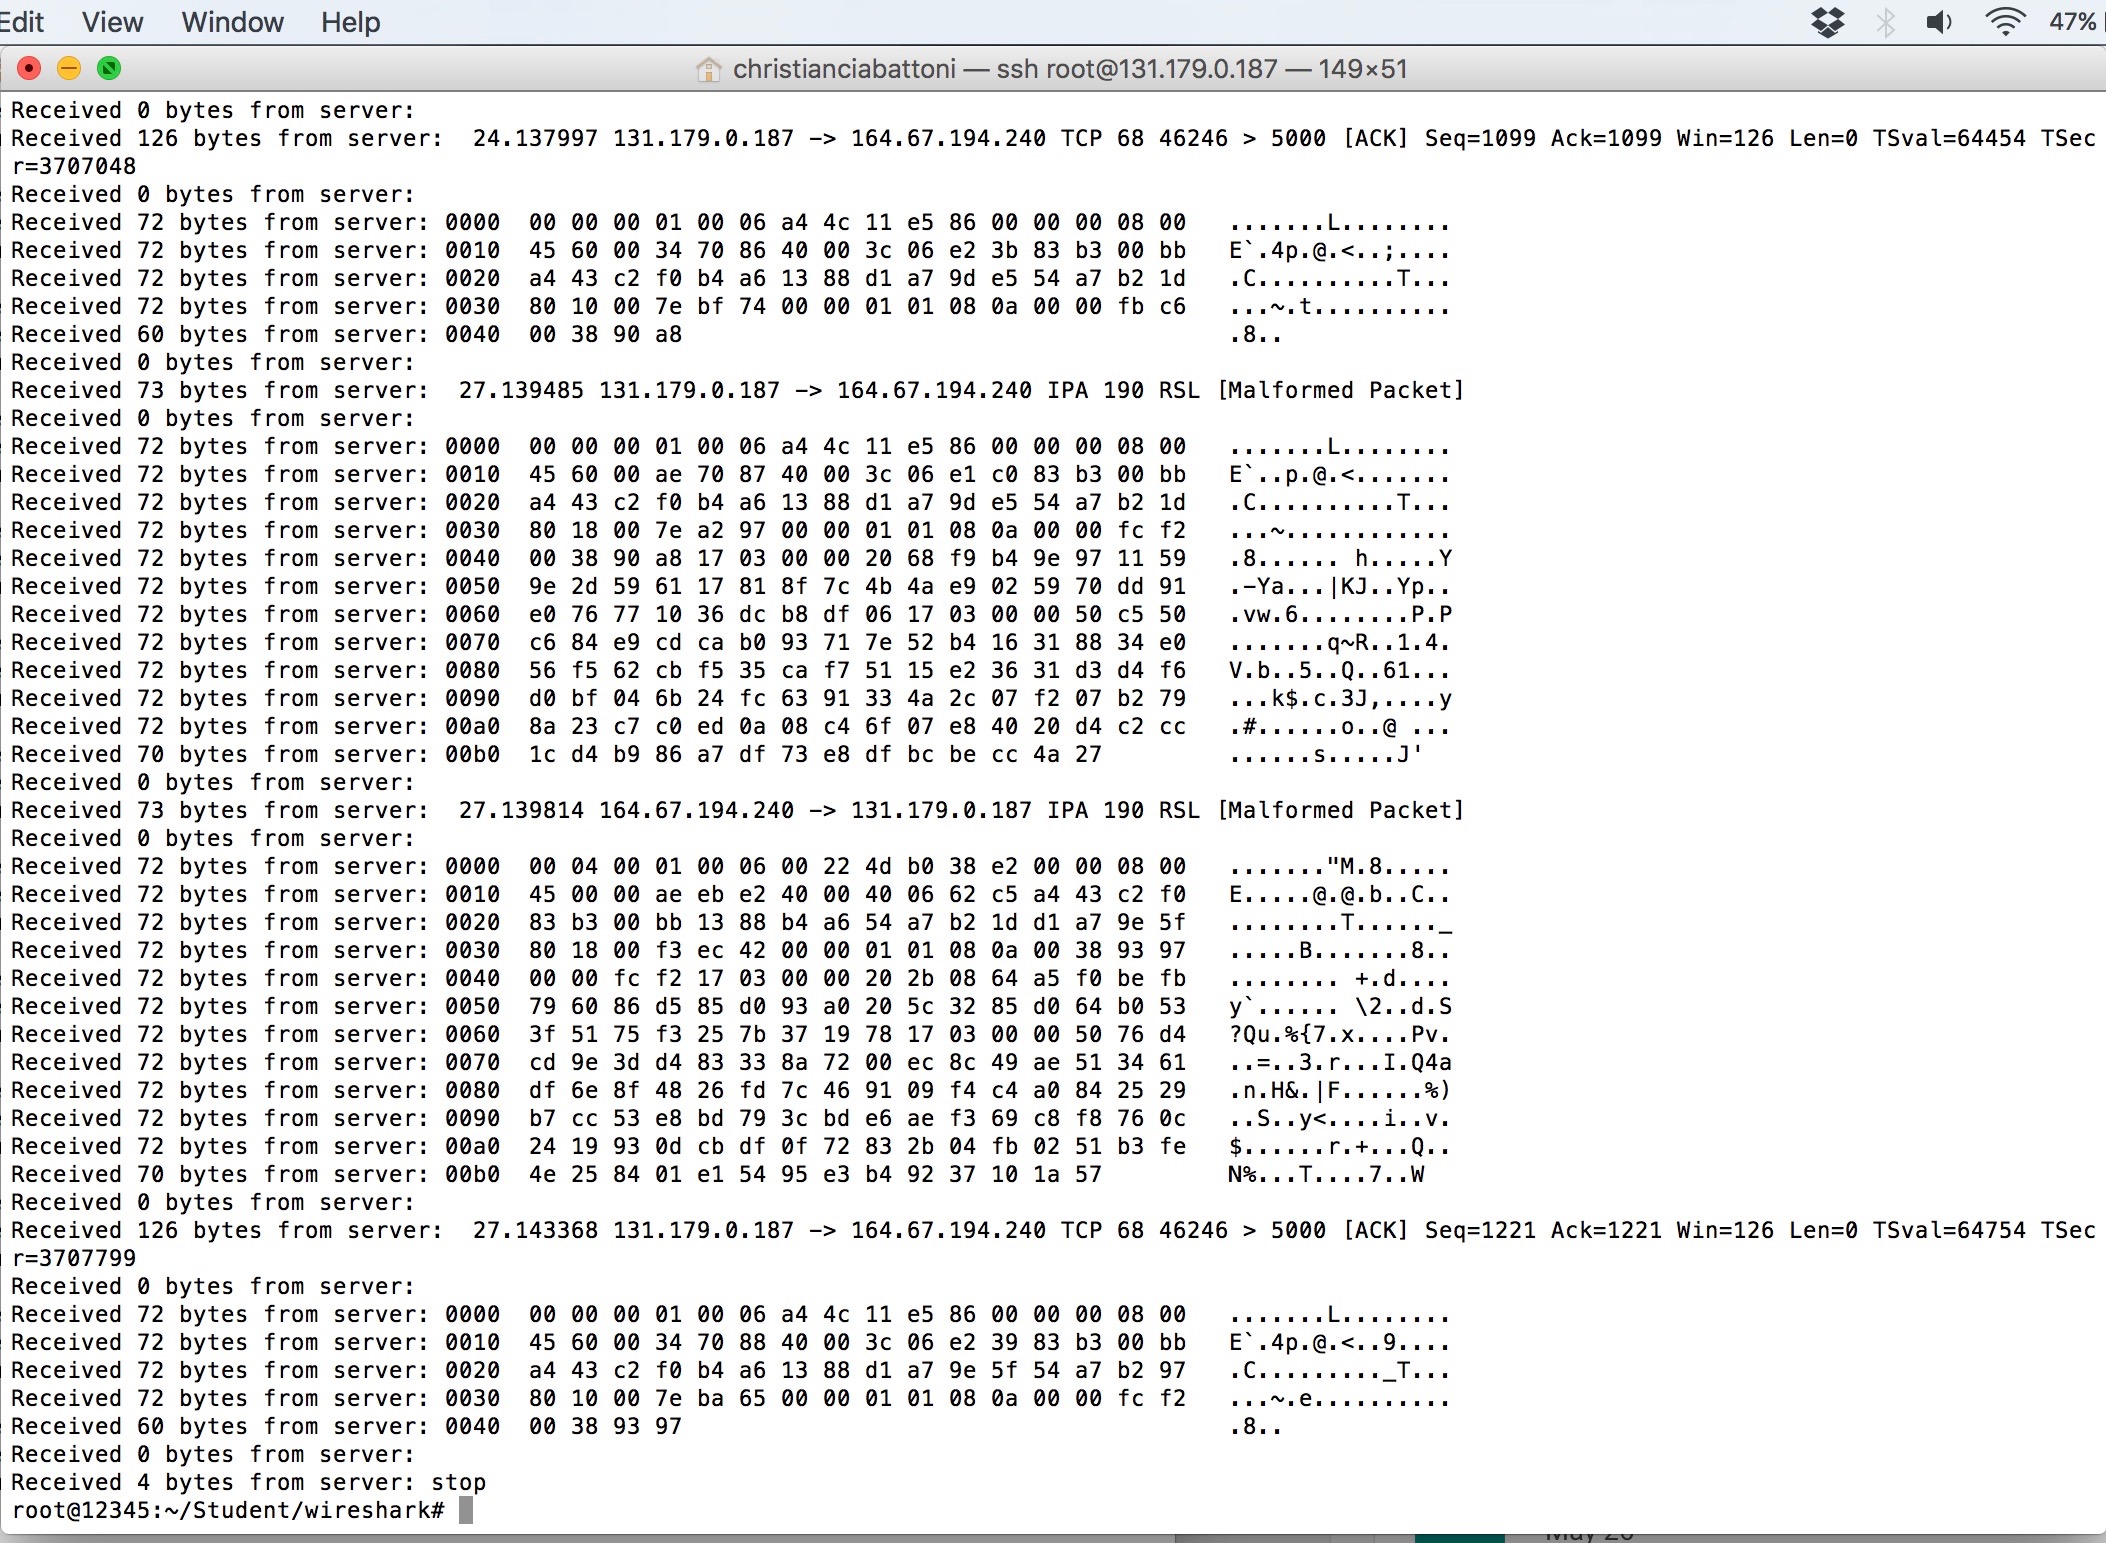 Edit View Window Help 47%
christianciabattoni — ssh root@131.179.0.187 — 149×51
Received 0 bytes from server:
Received 126 bytes from server:  24.137997 131.179.0.187 -> 164.67.194.240 TCP 68 46246 > 5000 [ACK] Seq=1099 Ack=1099 Win=126 Len=0 TSval=64454 TSec
r=3707048
Received 0 bytes from server:
Received 72 bytes from server: 0000  00 00 00 01 00 06 a4 4c 11 e5 86 00 00 00 08 00   .......L........
Received 72 bytes from server: 0010  45 60 00 34 70 86 40 00 3c 06 e2 3b 83 b3 00 bb   E`.4p.@.<..;....
Received 72 bytes from server: 0020  a4 43 c2 f0 b4 a6 13 88 d1 a7 9d e5 54 a7 b2 1d   .C..........T...
Received 72 bytes from server: 0030  80 10 00 7e bf 74 00 00 01 01 08 0a 00 00 fb c6   ...~.t..........
Received 60 bytes from server: 0040  00 38 90 a8                                       .8..
Received 0 bytes from server:
Received 73 bytes from server:  27.139485 131.179.0.187 -> 164.67.194.240 IPA 190 RSL [Malformed Packet]
Received 0 bytes from server:
Received 72 bytes from server: 0000  00 00 00 01 00 06 a4 4c 11 e5 86 00 00 00 08 00   .......L........
Received 72 bytes from server: 0010  45 60 00 ae 70 87 40 00 3c 06 e1 c0 83 b3 00 bb   E`..p.@.<.......
Received 72 bytes from server: 0020  a4 43 c2 f0 b4 a6 13 88 d1 a7 9d e5 54 a7 b2 1d   .C..........T...
Received 72 bytes from server: 0030  80 18 00 7e a2 97 00 00 01 01 08 0a 00 00 fc f2   ...~............
Received 72 bytes from server: 0040  00 38 90 a8 17 03 00 00 20 68 f9 b4 9e 97 11 59   .8...... h.....Y
Received 72 bytes from server: 0050  9e 2d 59 61 17 81 8f 7c 4b 4a e9 02 59 70 dd 91   .-Ya...|KJ..Yp..
Received 72 bytes from server: 0060  e0 76 77 10 36 dc b8 df 06 17 03 00 00 50 c5 50   .vw.6........P.P
Received 72 bytes from server: 0070  c6 84 e9 cd ca b0 93 71 7e 52 b4 16 31 88 34 e0   .......q~R..1.4.
Received 72 bytes from server: 0080  56 f5 62 cb f5 35 ca f7 51 15 e2 36 31 d3 d4 f6   V.b..5..Q..61...
Received 72 bytes from server: 0090  d0 bf 04 6b 24 fc 63 91 33 4a 2c 07 f2 07 b2 79   ...k$.c.3J,....y
Received 72 bytes from server: 00a0  8a 23 c7 c0 ed 0a 08 c4 6f 07 e8 40 20 d4 c2 cc   .#......o..@ ...
Received 70 bytes from server: 00b0  1c d4 b9 86 a7 df 73 e8 df bc be cc 4a 27         ......s.....J'
Received 0 bytes from server:
Received 73 bytes from server:  27.139814 164.67.194.240 -> 131.179.0.187 IPA 190 RSL [Malformed Packet]
Received 0 bytes from server:
Received 72 bytes from server: 0000  00 04 00 01 00 06 00 22 4d b0 38 e2 00 00 08 00   ......."M.8.....
Received 72 bytes from server: 0010  45 00 00 ae eb e2 40 00 40 06 62 c5 a4 43 c2 f0   E.....@.@.b..C..
Received 72 bytes from server: 0020  83 b3 00 bb 13 88 b4 a6 54 a7 b2 1d d1 a7 9e 5f   ........T......_
Received 72 bytes from server: 0030  80 18 00 f3 ec 42 00 00 01 01 08 0a 00 38 93 97   .....B.......8..
Received 72 bytes from server: 0040  00 00 fc f2 17 03 00 00 20 2b 08 64 a5 f0 be fb   ........ +.d....
Received 72 bytes from server: 0050  79 60 86 d5 85 d0 93 a0 20 5c 32 85 d0 64 b0 53   y`...... \2..d.S
Received 72 bytes from server: 0060  3f 51 75 f3 25 7b 37 19 78 17 03 00 00 50 76 d4   ?Qu.%{7.x....Pv.
Received 72 bytes from server: 0070  cd 9e 3d d4 83 33 8a 72 00 ec 8c 49 ae 51 34 61   ..=..3.r...I.Q4a
Received 72 bytes from server: 0080  df 6e 8f 48 26 fd 7c 46 91 09 f4 c4 a0 84 25 29   .n.H&.|F......%)
Received 72 bytes from server: 0090  b7 cc 53 e8 bd 79 3c bd e6 ae f3 69 c8 f8 76 0c   ..S..y<....i..v.
Received 72 bytes from server: 00a0  24 19 93 0d cb df 0f 72 83 2b 04 fb 02 51 b3 fe   $......r.+...Q..
Received 70 bytes from server: 00b0  4e 25 84 01 e1 54 95 e3 b4 92 37 10 1a 57         N%...T....7..W
Received 0 bytes from server:
Received 126 bytes from server:  27.143368 131.179.0.187 -> 164.67.194.240 TCP 68 46246 > 5000 [ACK] Seq=1221 Ack=1221 Win=126 Len=0 TSval=64754 TSec
r=3707799
Received 0 bytes from server:
Received 72 bytes from server: 0000  00 00 00 01 00 06 a4 4c 11 e5 86 00 00 00 08 00   .......L........
Received 72 bytes from server: 0010  45 60 00 34 70 88 40 00 3c 06 e2 39 83 b3 00 bb   E`.4p.@.<..9....
Received 72 bytes from server: 0020  a4 43 c2 f0 b4 a6 13 88 d1 a7 9e 5f 54 a7 b2 97   .C........._T...
Received 72 bytes from server: 0030  80 10 00 7e ba 65 00 00 01 01 08 0a 00 00 fc f2   ...~.e..........
Received 60 bytes from server: 0040  00 38 93 97                                       .8..
Received 0 bytes from server:
Received 4 bytes from server: stop
root@12345:~/Student/wireshark#